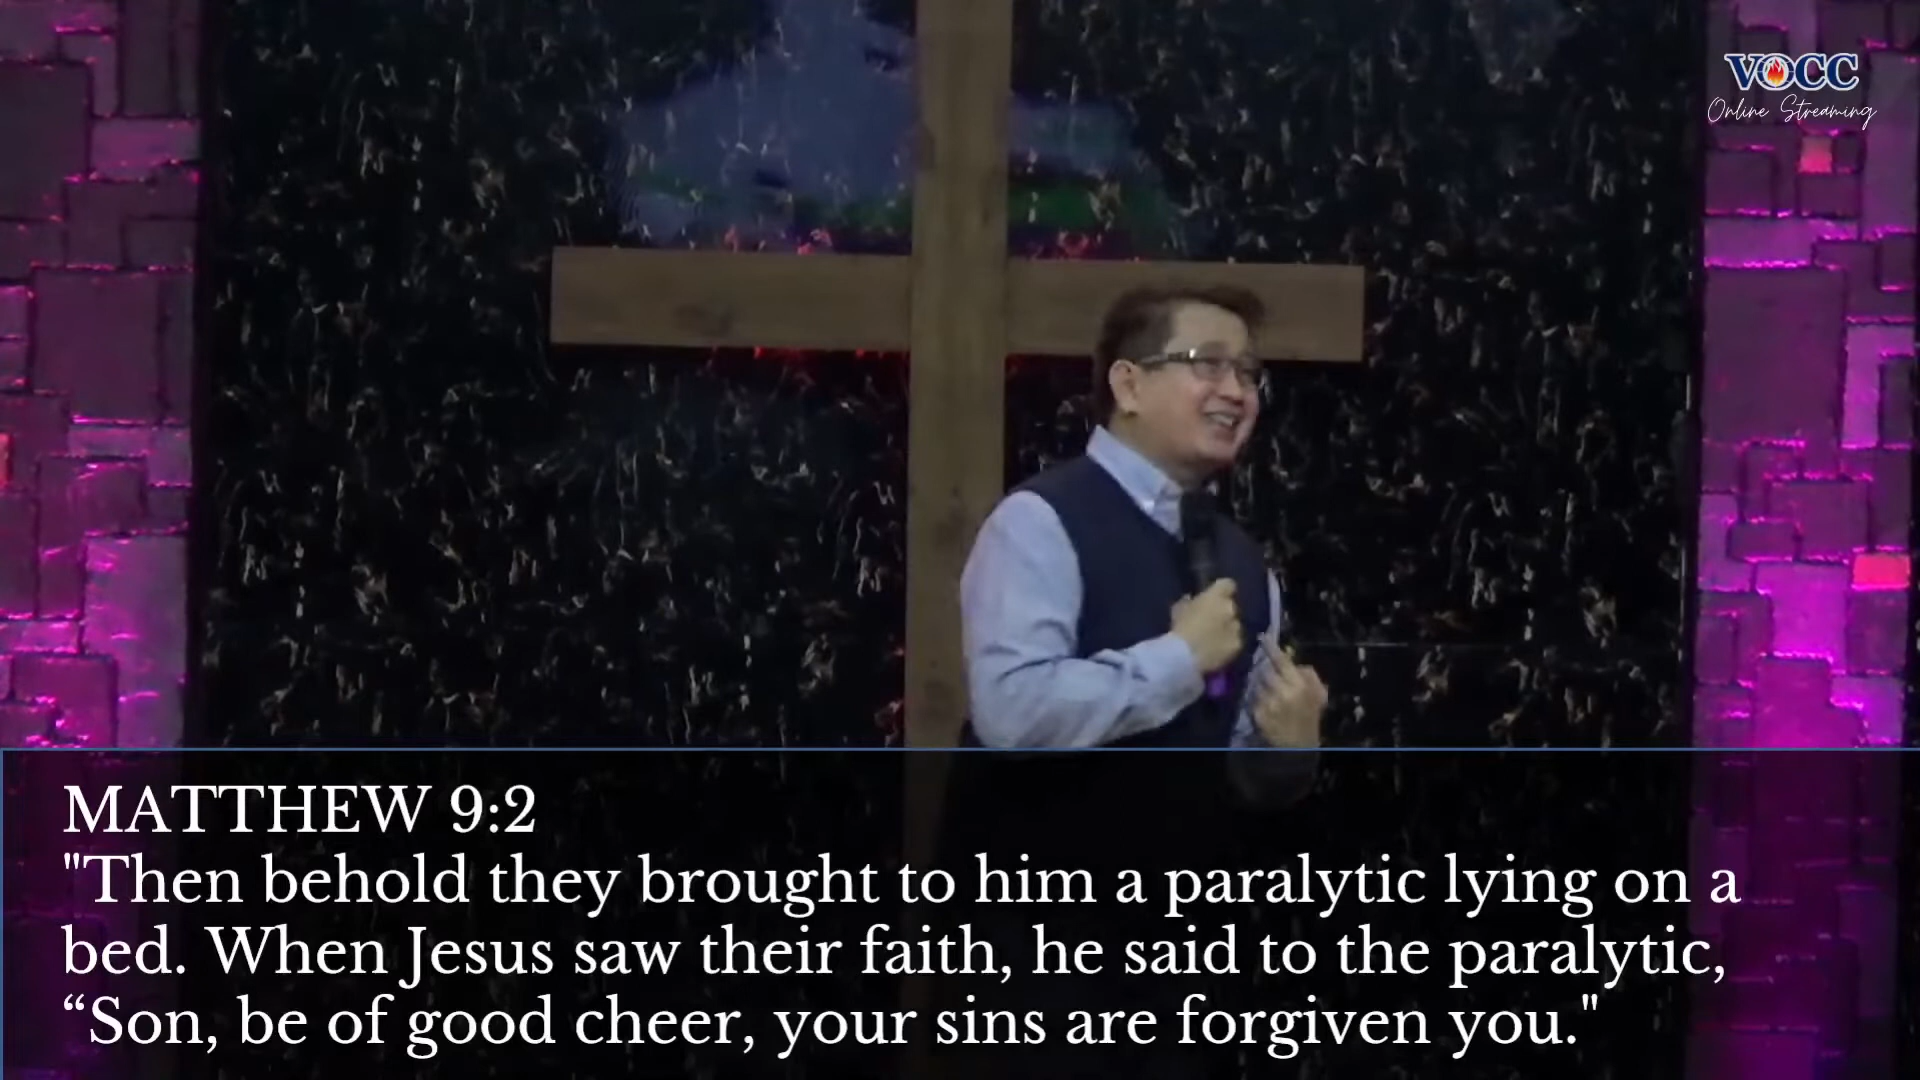 VOCC
Online Streaming
MATTHEW 9:2
"Then behold they brought to him a paralytic lying on a
bed. When Jesus saw their faith, he said to the paralytic,
“Son, be of good cheer, your sins are forgiven you."